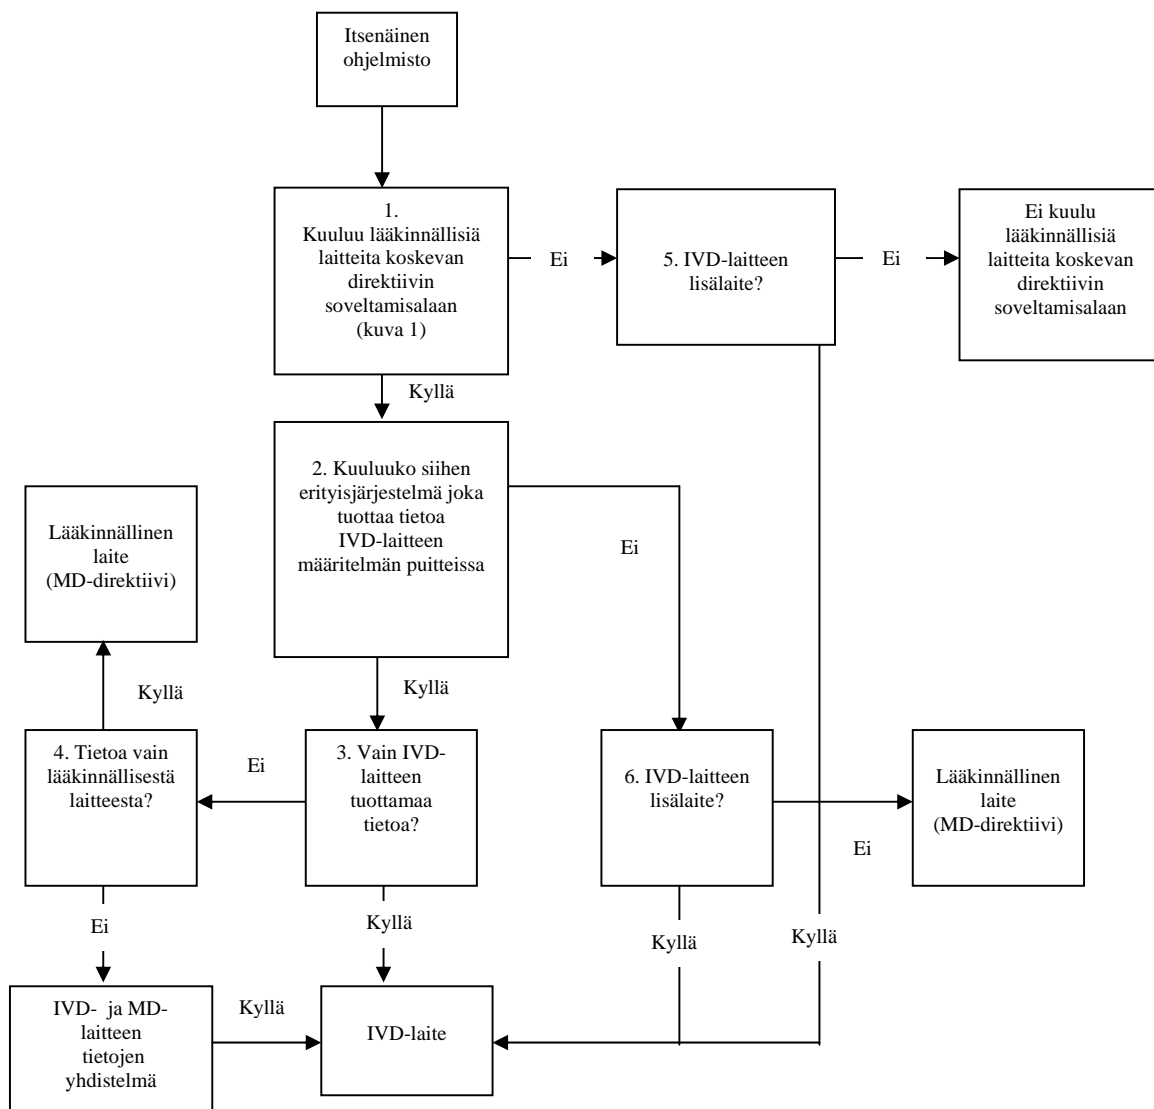 Itsenäinen
ohjelmisto
1.
Kuuluu lääkinnällisiä
laitteita koskevan
direktiivin
soveltamisalaan
(kuva 1)
Ei
5. IVD-laitteen
lisälaite?
Ei
Ei kuulu
lääkinnällisiä
laitteita koskevan
direktiivin
soveltamisalaan
Kyllä
2. Kuuluuko siihen
erityisjärjestelmä joka
tuottaa tietoa
IVD-laitteen
määritelmän puitteissa
Ei
Lääkinnällinen
laite
(MD-direktiivi)
Kyllä
Kyllä
4. Tietoa vain
lääkinnällisestä
laitteesta?
Ei
3. Vain IVD-
laitteen
tuottamaa
tietoa?
6. IVD-laitteen
lisälaite?
Ei
Lääkinnällinen
laite
(MD-direktiivi)
Ei
Kyllä
Kyllä
Kyllä
IVD- ja MD-
laitteen
tietojen
yhdistelmä
Kyllä
IVD-laite